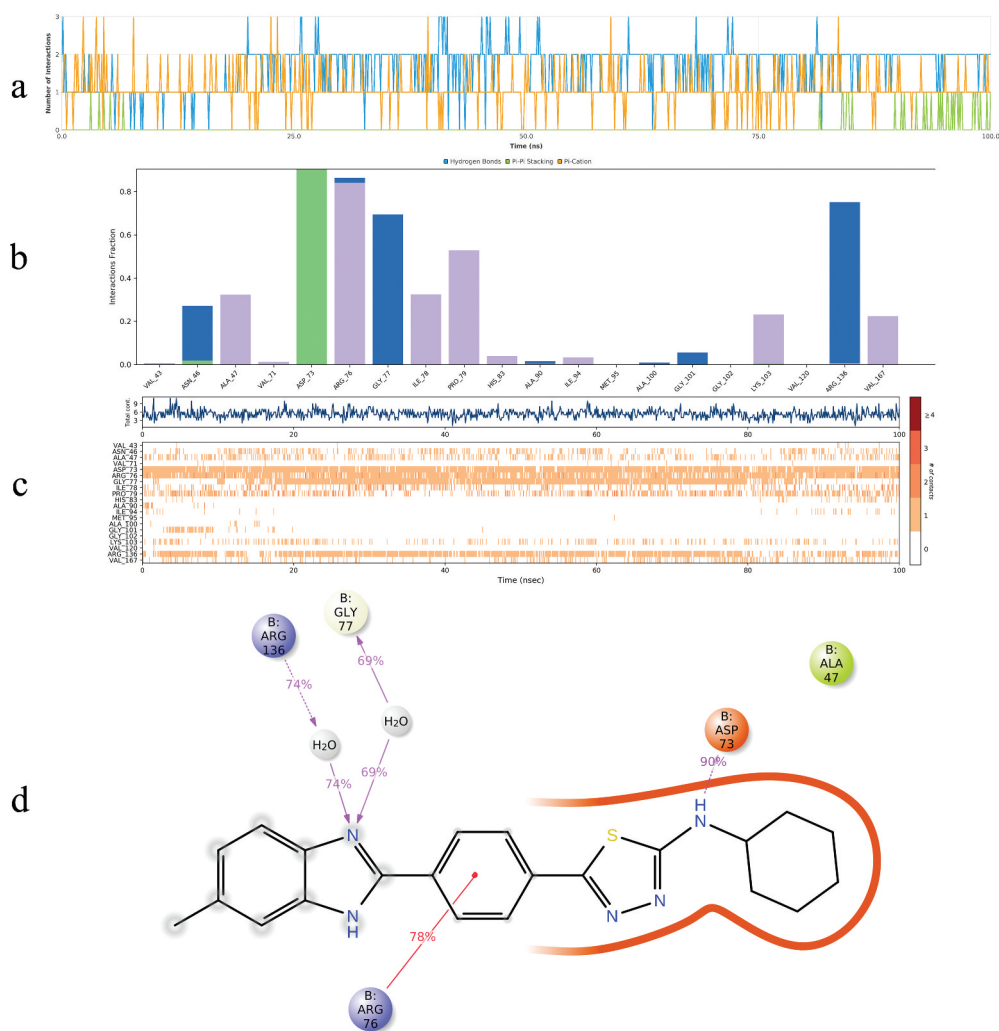 a
Number of Interactions
3
2
1
0
0.0
25.0
50.0
75.0
100.0
Time (ns)
Hydrogen Bonds Pi-Pi Stacking Pi-Cation
b
Interactions Fraction
0.8
0.6
0.4
0.2
0.0
VAL_43
ASN_46
ALA_47
VAL_71
ASP_73
ARG_76
GLY_77
ILE_78
PRO_79
HIS_83
ALA_90
ILE_94
MET_95
ALA_100
GLY_101
GLY_102
LYS_103
VAL_120
ARG_136
VAL_167
c
Total cont.
9
6
3
0
20
40
60
80
100
VAL_43
ASN_46
ALA_47
VAL_71
ASP_73
ARG_76
GLY_77
ILE_78
PRO_79
HIS_83
ALA_90
ILE_94
MET_95
ALA_100
GLY_101
GLY_102
LYS_103
VAL_120
ARG_136
VAL_167
0
20
40
60
80
100
Time (nsec)
≥4
3
2
1
0
# of contacts
d
B:
ARG
136
B:
GLY
77
B:
ALA
47
B:
ASP
73
74%
69%
H₂O
H₂O
74%
69%
90%
H
N
N
N
H
S
N
N
78%
B:
ARG
76